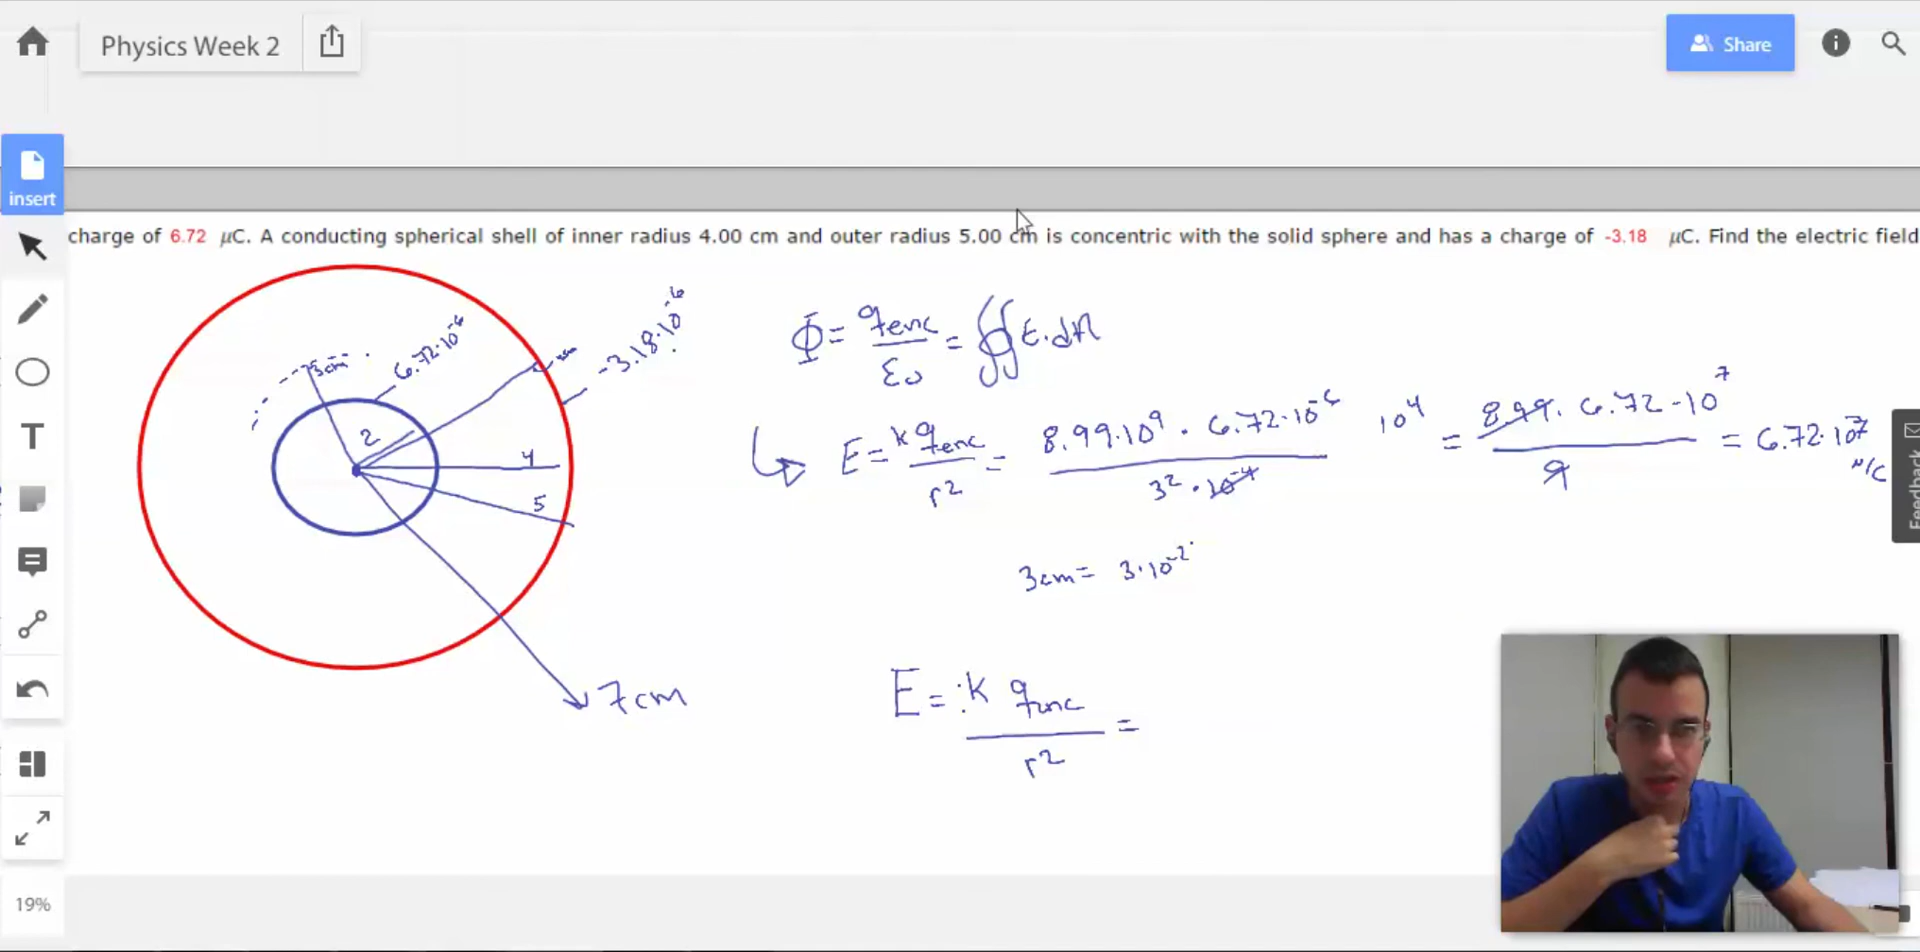 Physics Week 2
Share
insert
charge of 6.72 μC. A conducting spherical shell of inner radius 4.00 cm and outer radius 5.00 cm is concentric with the solid sphere and has a charge of -3.18 μC. Find the electric field
3cm
6.72·10⁻⁶
-3.18·10⁻⁶
2
4
5
7cm
Φ = qenc/ε₀ = ∯ E·dA
E = k qenc/r² = 8.99·10⁹ · 6.72·10⁻⁶ / 3²·10⁻⁴ 10⁴ = 8.99 · 6.72·10⁷ / 9 = 6.72·10⁷ N/C
3cm = 3·10⁻²
E = k qenc/r² =
T
Feedback
19%